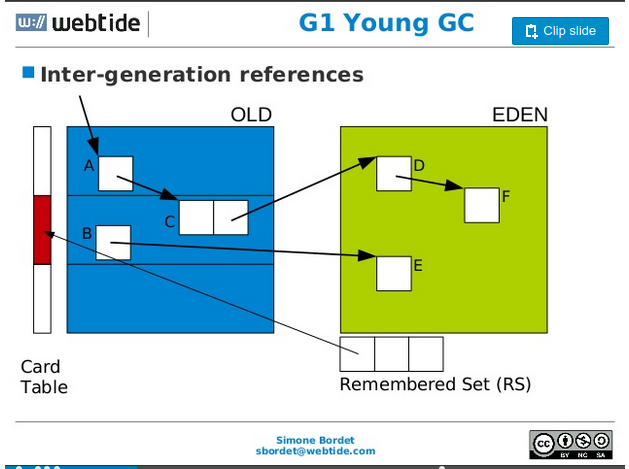 w:// webtide
G1 Young GC
Clip slide
Inter-generation references
OLD
EDEN
A
D
F
C
B
E
Card
Table
Remembered Set (RS)
Simone Bordet
sbordet@webtide.com
cc
BY NC SA